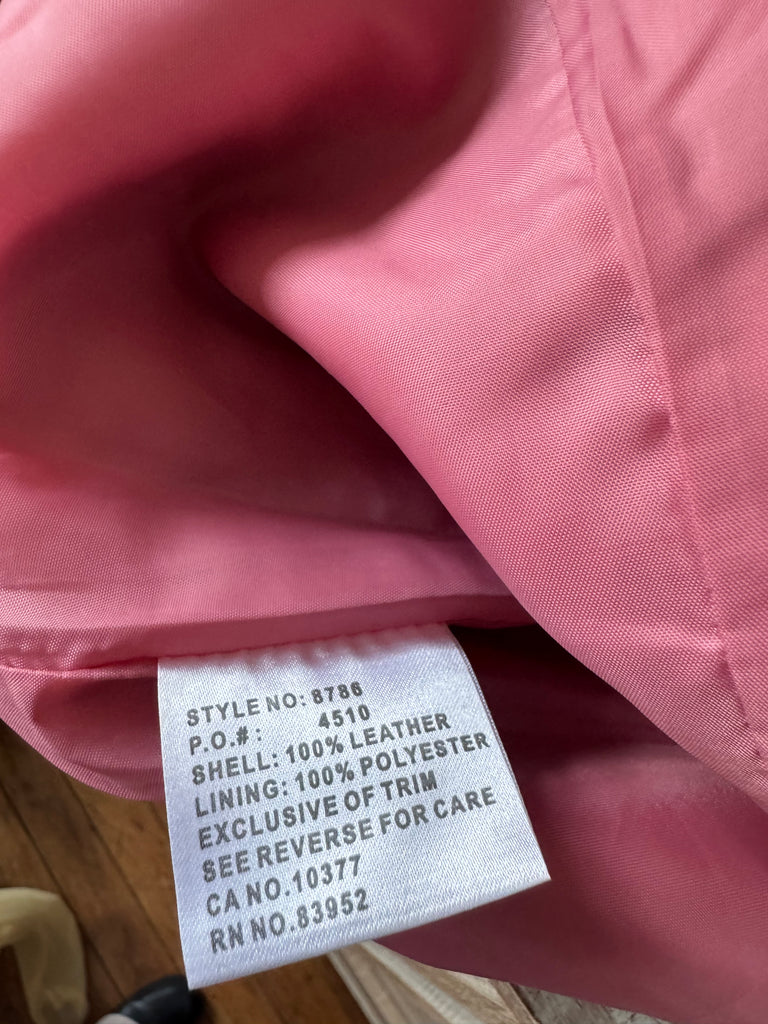 STYLE NO: 8786
P.O.#: 4510
SHELL: 100% LEATHER
LINING: 100% POLYESTER
EXCLUSIVE OF TRIM
SEE REVERSE FOR CARE
CA NO.10377
RN NO.83952